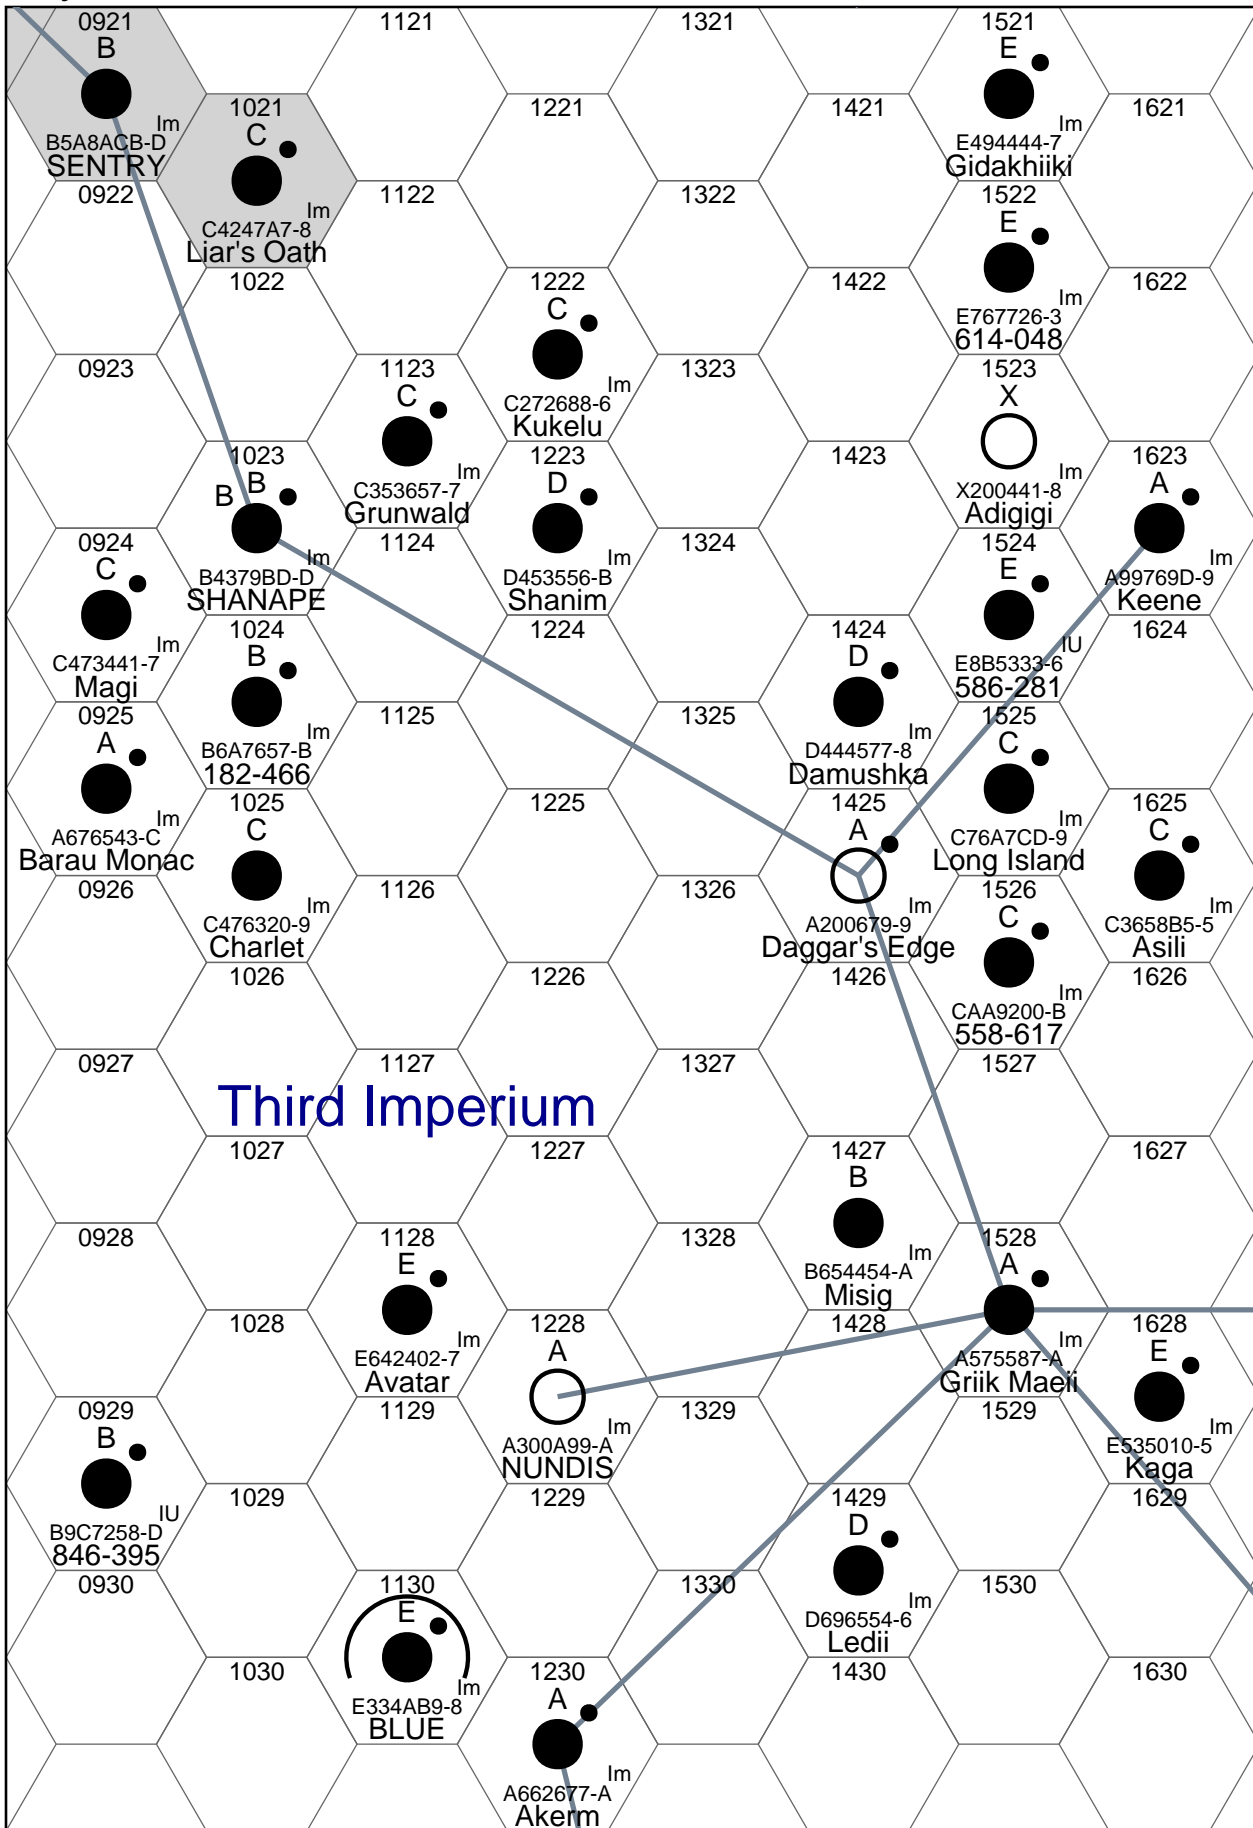 0921
B
Im
B5A8ACB-D
SENTRY
1121
1321
1521
E
Im
E494444-7
Gidakhiiki
1021
C
Im
C4247A7-8
Liar's Oath
1221
1421
1621
0922
1122
1322
1522
E
Im
E767726-3
614-048
1022
1222
C
Im
C272688-6
Kukelu
1422
1622
0923
1123
C
Im
C353657-7
Grunwald
1323
1523
X
Im
X200441-8
Adigigi
1023
B
B
Im
B4379BD-D
SHANAPE
1223
D
Im
D453556-B
Shanim
1423
1623
A
Im
A99769D-9
Keene
0924
C
Im
C473441-7
Magi
1124
1324
1524
E
IU
E8B5333-6
586-281
1024
B
Im
B6A7657-B
182-466
1224
1424
D
Im
D444577-8
Damushka
1624
0925
A
Im
A676543-C
Barau Monac
1125
1325
1525
C
Im
C76A7CD-9
Long Island
1025
C
Im
C476320-9
Charlet
1225
1425
A
Im
A200679-9
Daggar's Edge
1625
C
Im
C3658B5-5
Asili
0926
1126
1326
1526
C
Im
CAA9200-B
558-617
1026
1226
1426
1626
0927
1127
1327
1527
Third Imperium
1027
1227
1427
B
Im
B654454-A
Misig
1627
0928
1128
E
Im
E642402-7
Avatar
1328
1528
A
Im
A575587-A
Griik Maeii
1028
1228
A
Im
A300A99-A
NUNDIS
1428
1628
E
Im
E535010-5
Kaga
0929
B
IU
B9C7258-D
846-395
1129
1329
1529
1029
1229
1429
D
Im
D696554-6
Ledii
1629
0930
1130
E
Im
E334AB9-8
BLUE
1330
1530
1030
1230
A
Im
A662677-A
Akerm
1430
1630